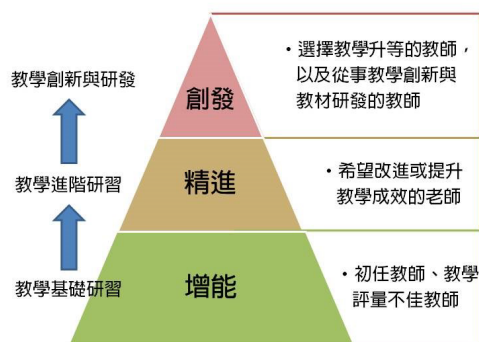 教學創新與研發
教學進階研習
教學基礎研習
創發
精進
增能
・選擇教學升等的教師，
以及從事教學創新與
教材研發的教師
・希望改進或提升
教學成效的老師
・初任教師、教學
評量不佳教師